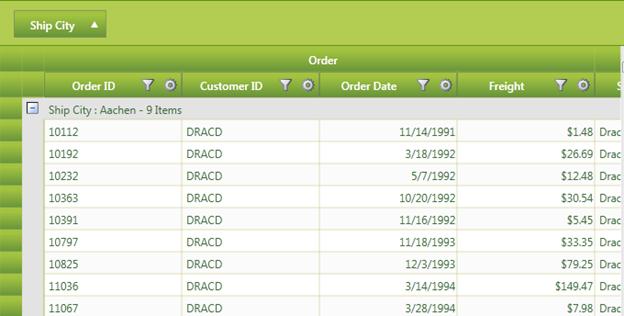 Ship City
Order
Order ID Customer ID Order Date Freight S
Ship City : Aachen - 9 Items
10112 DRACD 11/14/1991 $1.48 Drac
10192 DRACD 3/18/1992 $26.69 Drac
10232 DRACD 5/7/1992 $12.48 Drac
10363 DRACD 10/20/1992 $30.54 Drac
10391 DRACD 11/16/1992 $5.45 Drac
10797 DRACD 11/18/1993 $33.35 Drac
10825 DRACD 12/3/1993 $79.25 Drac
11036 DRACD 3/14/1994 $149.47 Drac
11067 DRACD 3/28/1994 $7.98 Drac